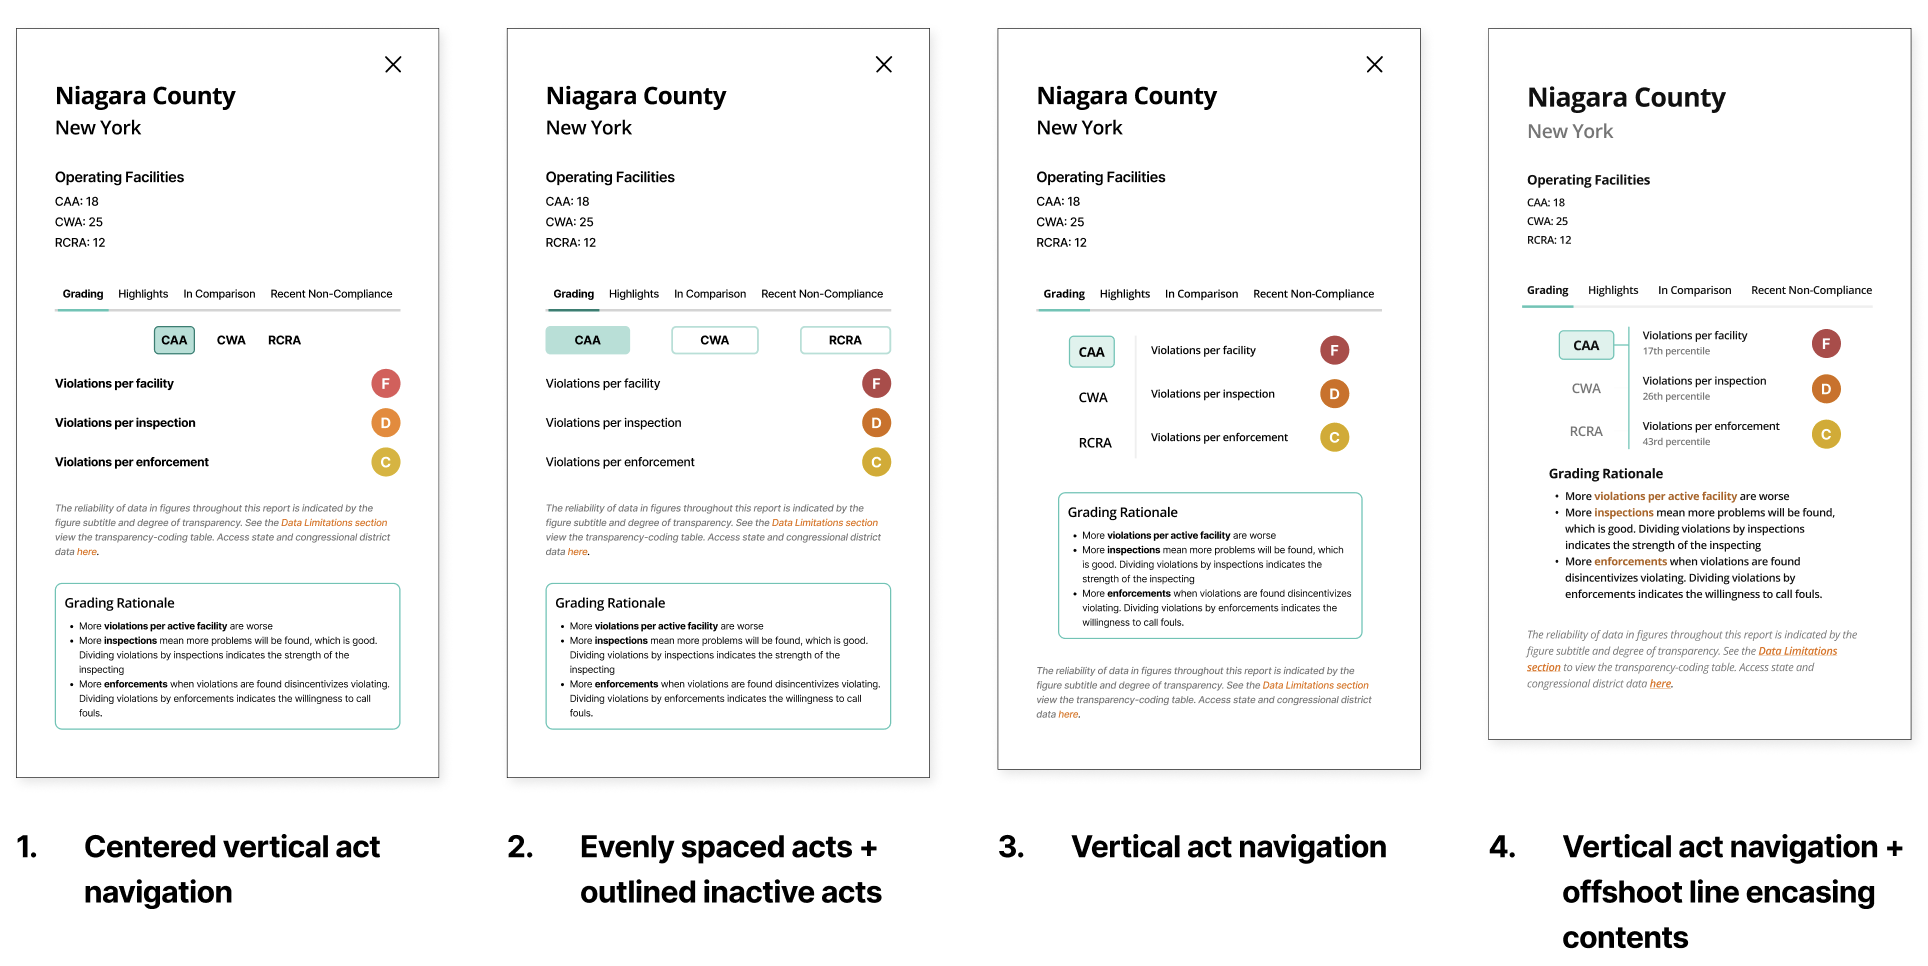 Niagara County
New York
Operating Facilities
CAA: 18
CWA: 25
RCRA: 12
Grading Highlights In Comparison Recent Non-Compliance
CAA CWA RCRA
Violations per facility F
Violations per inspection D
Violations per enforcement C
The reliability of data in figures throughout this report is indicated by the
figure subtitle and degree of transparency. See the Data Limitations section
view the transparency-coding table. Access state and congressional district
data here.
Grading Rationale
• More violations per active facility are worse
• More inspections mean more problems will be found, which is good.
Dividing violations by inspections indicates the strength of the
inspecting
• More enforcements when violations are found disincentivizes violating.
Dividing violations by enforcements indicates the willingness to call
fouls.
1. Centered vertical act
navigation
Niagara County
New York
Operating Facilities
CAA: 18
CWA: 25
RCRA: 12
Grading Highlights In Comparison Recent Non-Compliance
CAA CWA RCRA
Violations per facility F
Violations per inspection D
Violations per enforcement C
The reliability of data in figures throughout this report is indicated by the
figure subtitle and degree of transparency. See the Data Limitations section
view the transparency-coding table. Access state and congressional district
data here.
Grading Rationale
• More violations per active facility are worse
• More inspections mean more problems will be found, which is good.
Dividing violations by inspections indicates the strength of the
inspecting
• More enforcements when violations are found disincentivizes violating.
Dividing violations by enforcements indicates the willingness to call
fouls.
2. Evenly spaced acts +
outlined inactive acts
Niagara County
New York
Operating Facilities
CAA: 18
CWA: 25
RCRA: 12
Grading Highlights In Comparison Recent Non-Compliance
CAA Violations per facility F
CWA Violations per inspection D
RCRA Violations per enforcement C
Grading Rationale
• More violations per active facility are worse
• More inspections mean more problems will be found, which
is good. Dividing violations by inspections indicates the
strength of the inspecting
• More enforcements when violations are found disincentivizes
violating. Dividing violations by enforcements indicates the
willingness to call fouls.
The reliability of data in figures throughout this report is indicated by the
figure subtitle and degree of transparency. See the Data Limitations section
view the transparency-coding table. Access state and congressional district
data here.
3. Vertical act navigation
Niagara County
New York
Operating Facilities
CAA: 18
CWA: 25
RCRA: 12
Grading Highlights In Comparison Recent Non-Compliance
CAA Violations per facility F
17th percentile
CWA Violations per inspection D
26th percentile
RCRA Violations per enforcement C
43rd percentile
Grading Rationale
• More violations per active facility are worse
• More inspections mean more problems will be found,
which is good. Dividing violations by inspections
indicates the strength of the inspecting
• More enforcements when violations are found
disincentivizes violating. Dividing violations by
enforcements indicates the willingness to call fouls.
The reliability of data in figures throughout this report is indicated by the
figure subtitle and degree of transparency. See the Data Limitations
section to view the transparency-coding table. Access state and
congressional district data here.
4. Vertical act navigation +
offshoot line encasing
contents